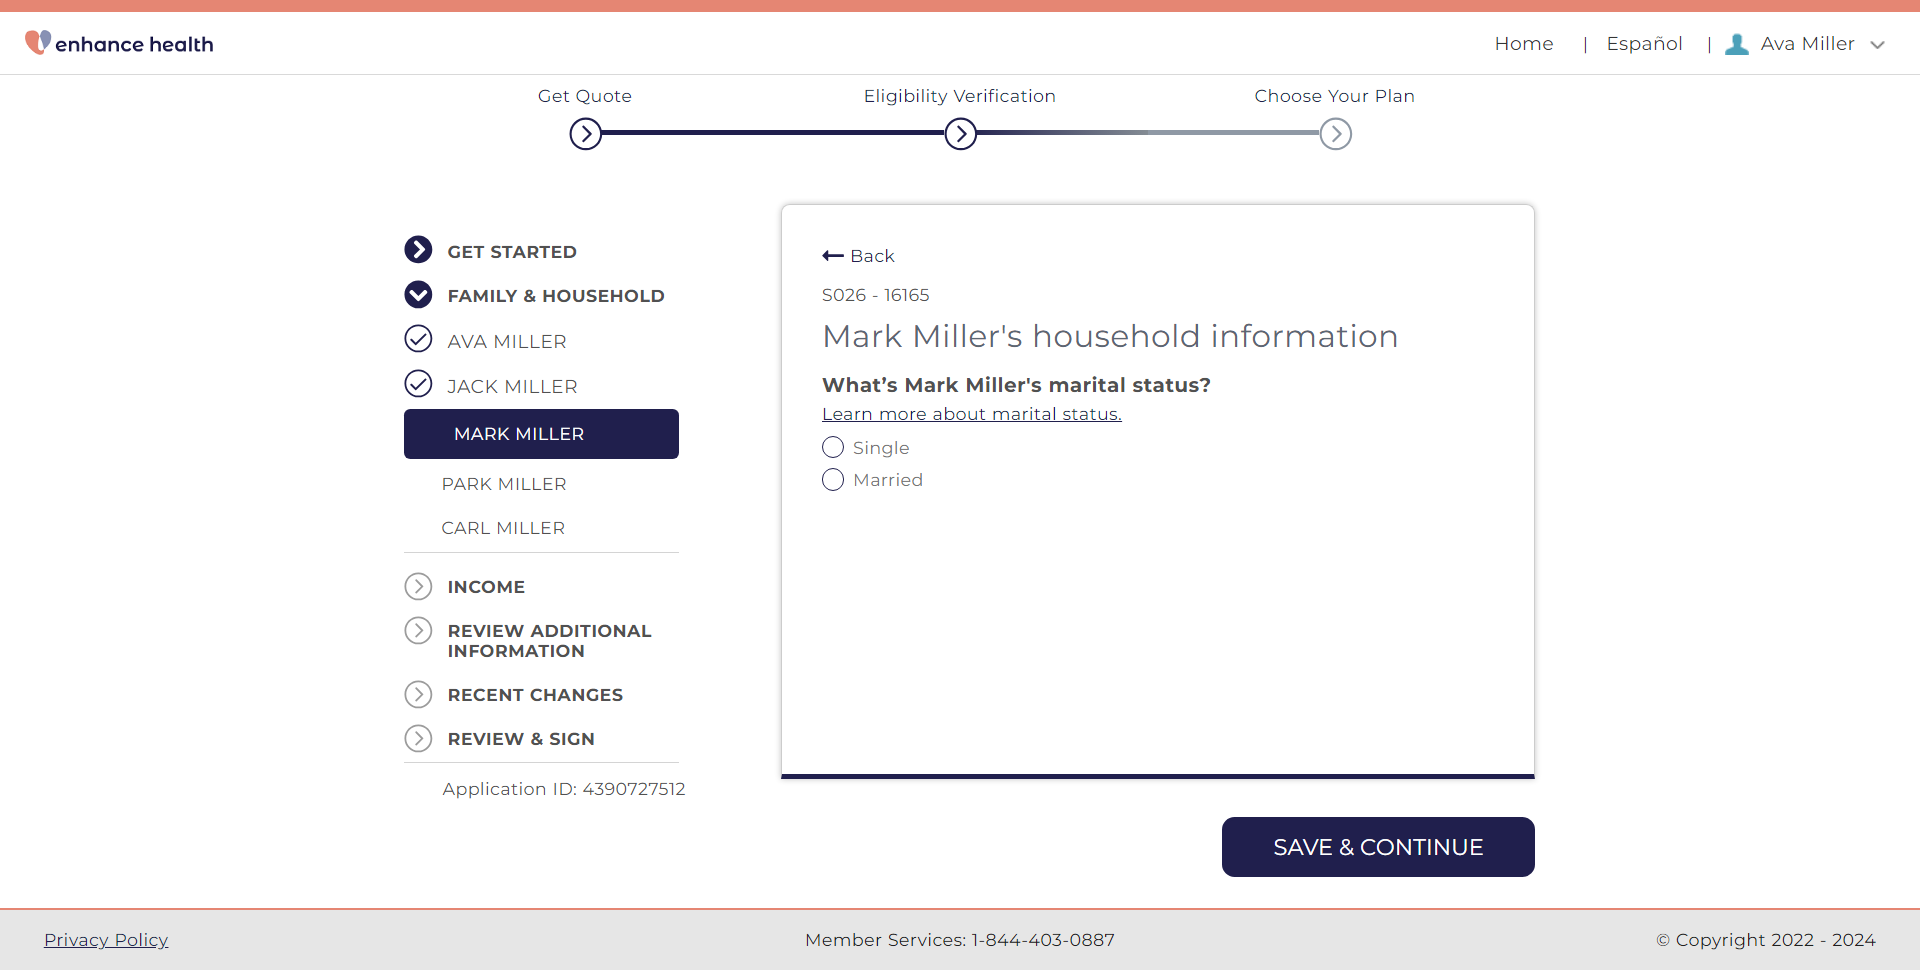 enhance health
Home | Español | Ava Miller
Get Quote
Eligibility Verification
Choose Your Plan
GET STARTED
FAMILY & HOUSEHOLD
AVA MILLER
JACK MILLER
MARK MILLER
PARK MILLER
CARL MILLER
INCOME
REVIEW ADDITIONAL
INFORMATION
RECENT CHANGES
REVIEW & SIGN
Application ID: 4390727512
Back
S026 - 16165
Mark Miller's household information
What’s Mark Miller's marital status?
Learn more about marital status.
Single
Married
SAVE & CONTINUE
Privacy Policy
Member Services: 1-844-403-0887
© Copyright 2022 - 2024